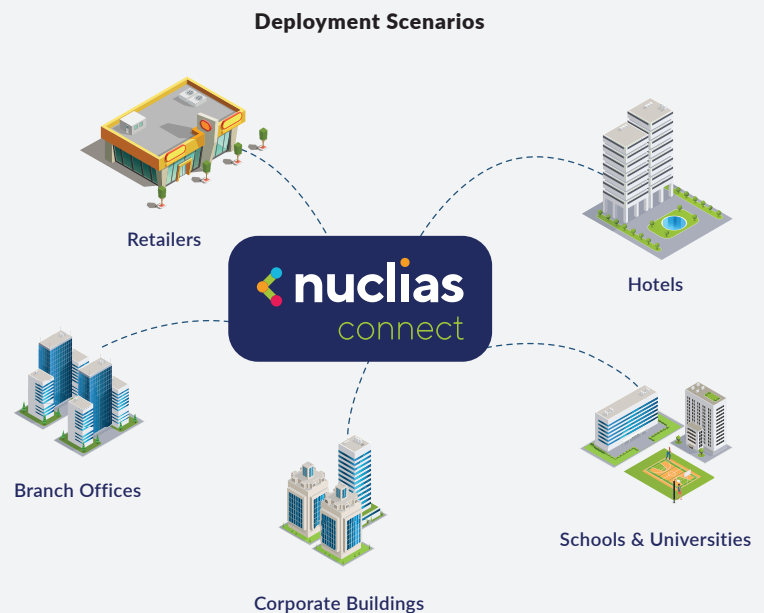 Deployment Scenarios
Retailers
Hotels
nuclias
connect
Branch Offices
Schools & Universities
Corporate Buildings